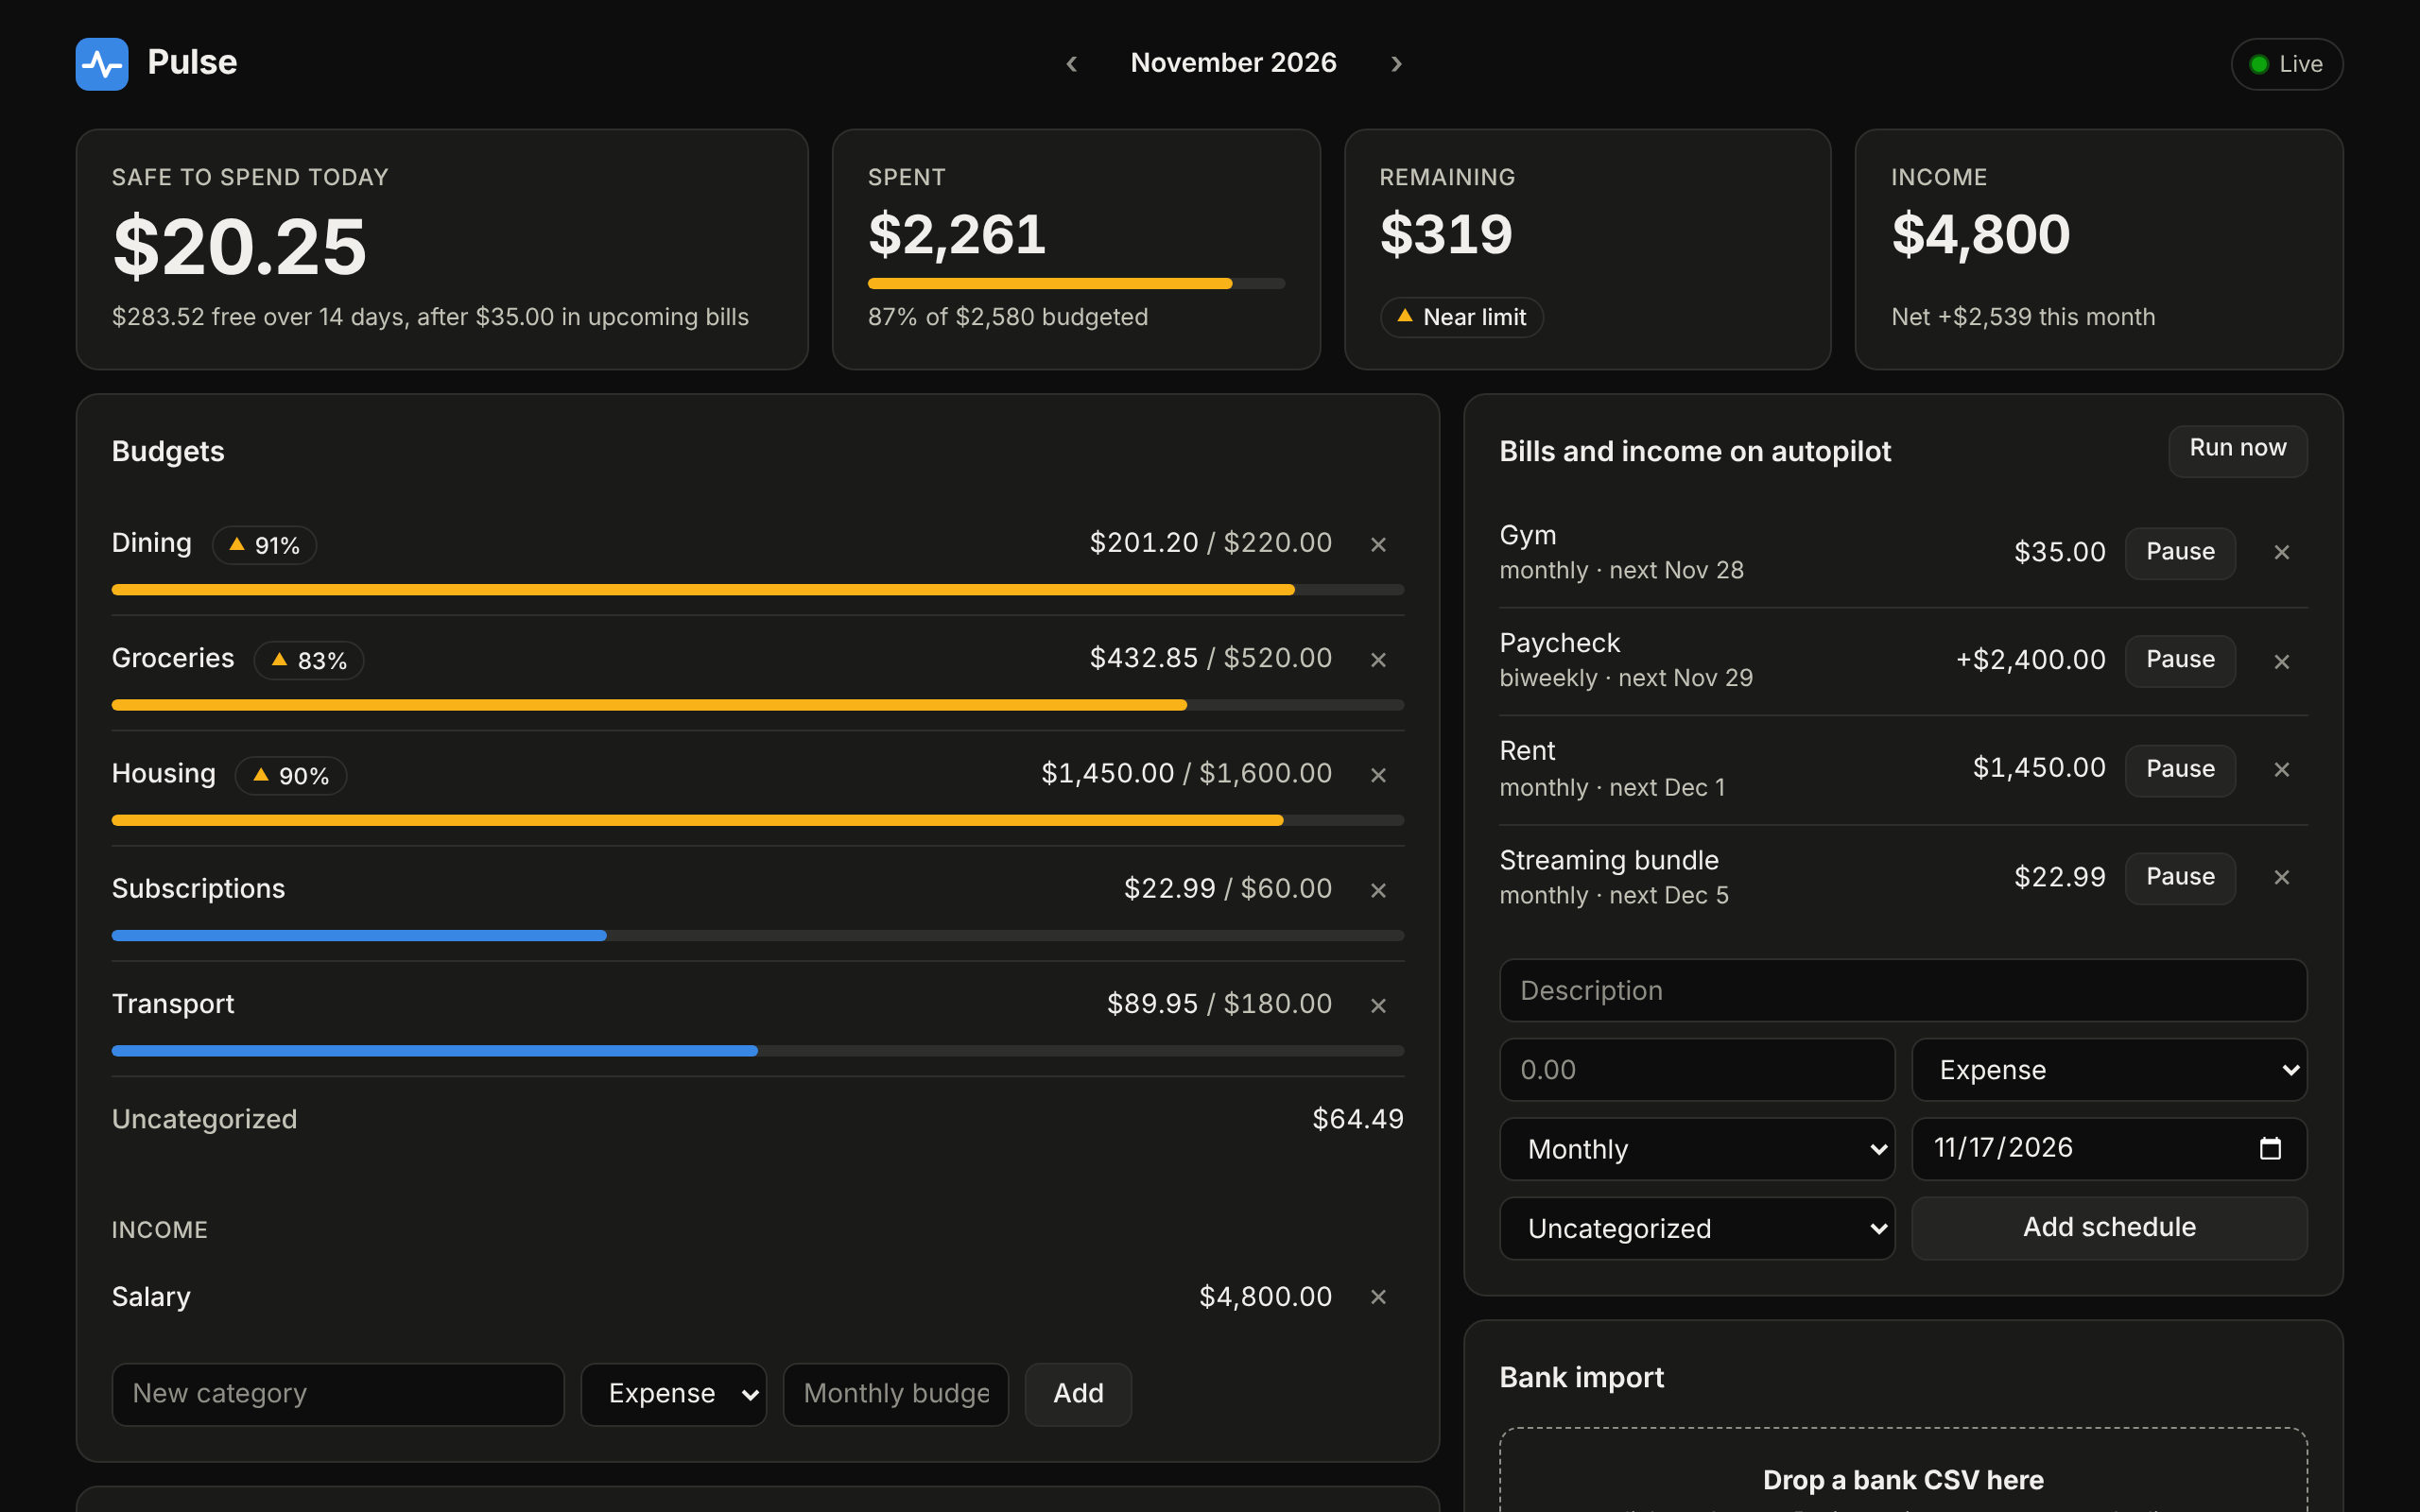 Pulse
‹ November 2026 ›
Live
SAFE TO SPEND TODAY
$20.25
$283.52 free over 14 days, after $35.00 in upcoming bills
SPENT
$2,261
87% of $2,580 budgeted
REMAINING
$319
Near limit
INCOME
$4,800
Net +$2,539 this month
Budgets
Dining 91% $201.20 / $220.00 ×
Groceries 83% $432.85 / $520.00 ×
Housing 90% $1,450.00 / $1,600.00 ×
Subscriptions $22.99 / $60.00 ×
Transport $89.95 / $180.00 ×
Uncategorized $64.49
INCOME
Salary $4,800.00 ×
New category Expense Monthly budge Add
Bills and income on autopilot Run now
Gym $35.00 Pause ×
monthly · next Nov 28
Paycheck +$2,400.00 Pause ×
biweekly · next Nov 29
Rent $1,450.00 Pause ×
monthly · next Dec 1
Streaming bundle $22.99 Pause ×
monthly · next Dec 5
Description
0.00 Expense
Monthly 11/17/2026
Uncategorized Add schedule
Bank import
Drop a bank CSV here